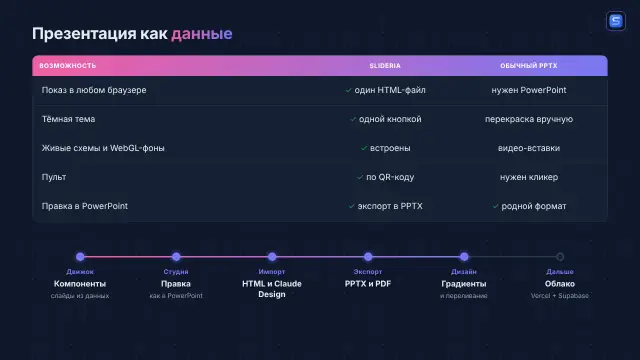 Презентация как данные
ВОЗМОЖНОСТЬ SLIDERIA ОБЫЧНЫЙ PPTX
Показ в любом браузере ✓ один HTML-файл нужен PowerPoint
Тёмная тема ✓ одной кнопкой перекраска вручную
Живые схемы и WebGL-фоны ✓ встроены видео-вставки
Пульт ✓ по QR-коду нужен кликер
Правка в PowerPoint ✓ экспорт в PPTX ✓ родной формат
Движок Студия Импорт Экспорт Дизайн Дальше
Компоненты Правка HTML и Claude Design PPTX и PDF Градиенты Облако
слайды из данных как в PowerPoint и переливание Vercel + Supabase